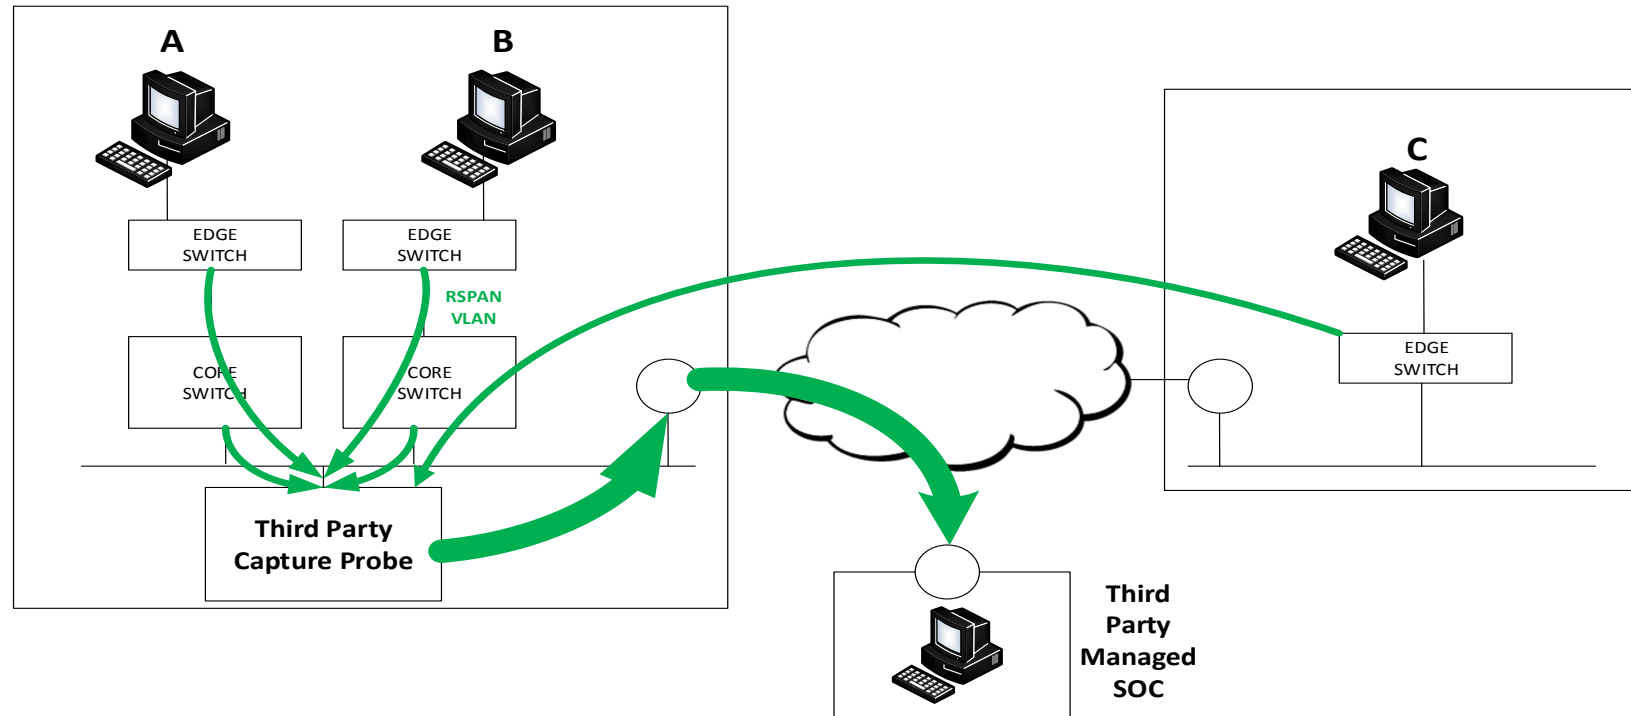 A
B
C
EDGE
SWITCH
EDGE
SWITCH
RSPAN
VLAN
CORE
SWITCH
CORE
SWITCH
EDGE
SWITCH
Third Party
Capture Probe
Third
Party
Managed
SOC